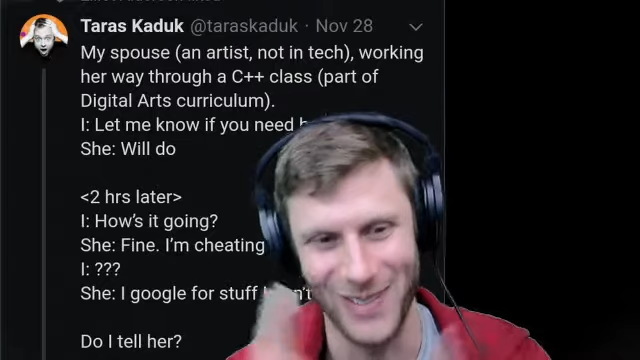 Taras Kaduk @taraskaduk · Nov 28
My spouse (an artist, not in tech), working
her way through a C++ class (part of
Digital Arts curriculum).
I: Let me know if you need
She: Will do
<2 hrs later>
I: How's it going?
She: Fine. I'm cheating
I: ???
She: I google for stuff
Do I tell her?